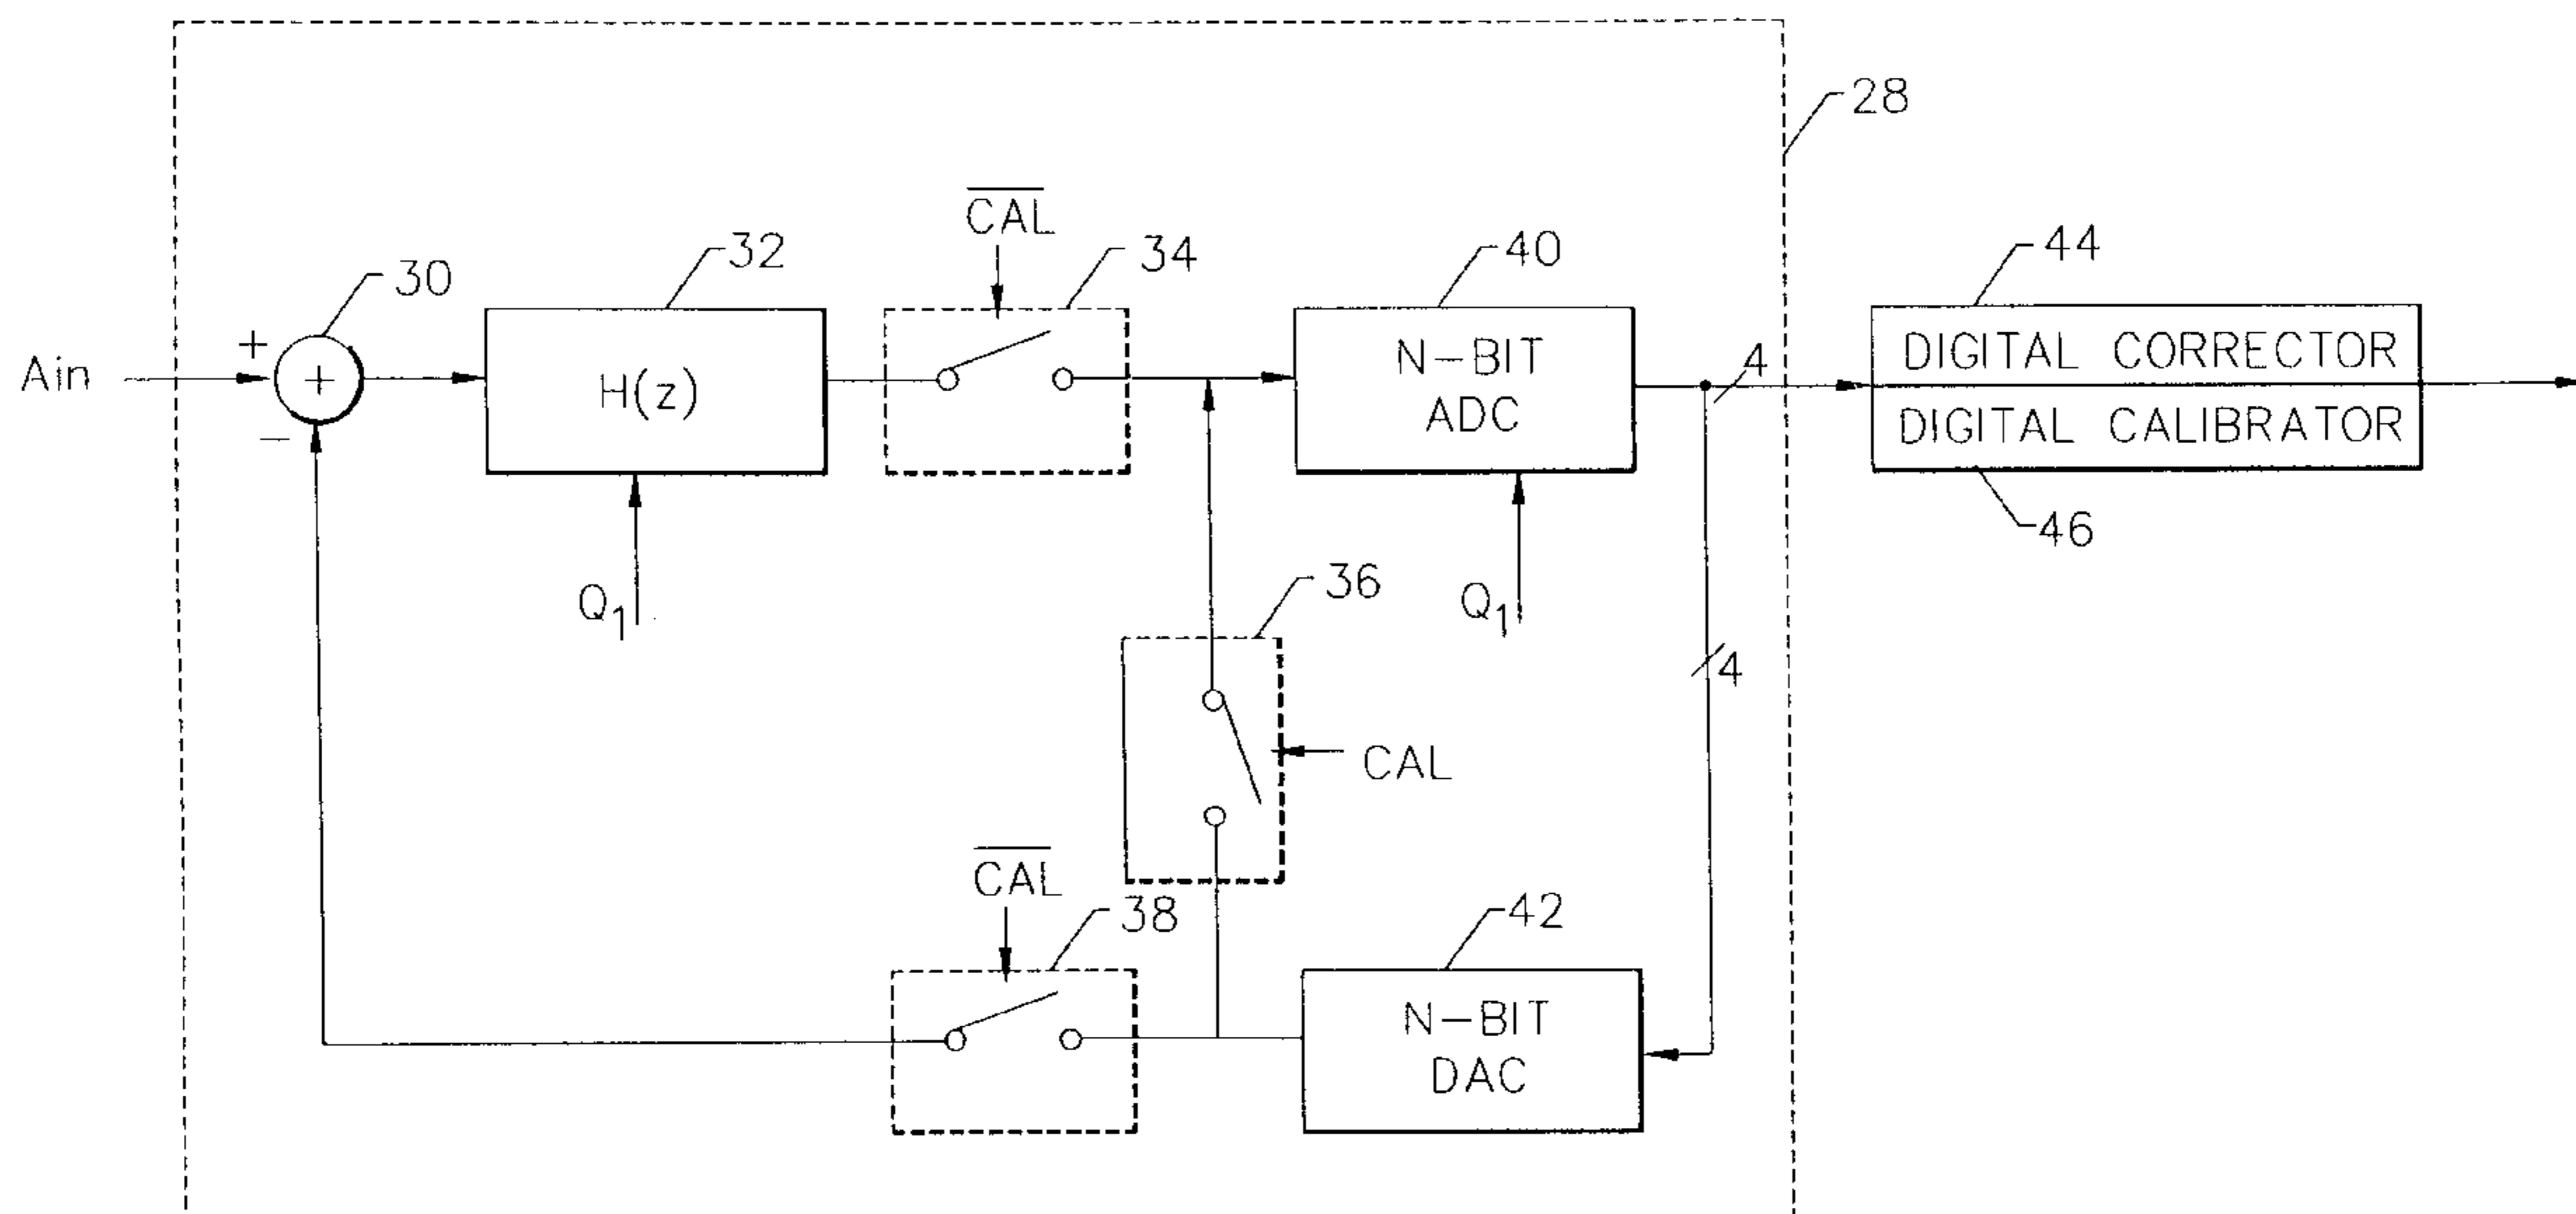 28
CAL
30
32
34
40
44
+
Ain
+
H(z)
N-BIT
ADC
4
DIGITAL CORRECTOR
DIGITAL CALIBRATOR
−
46
Q1
Q1
36
4
CAL
CAL
38
42
N-BIT
DAC